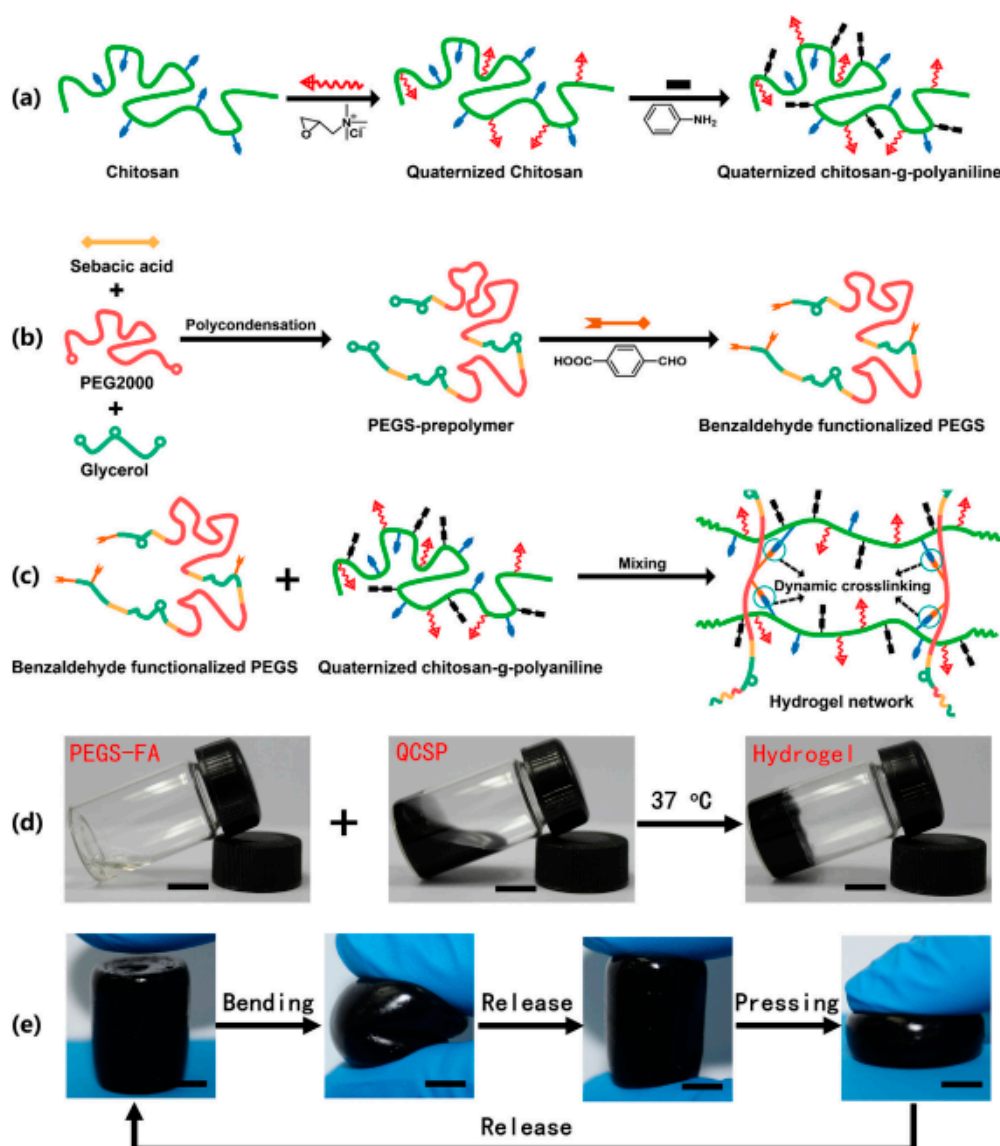 (a)
N⁺
Cl⁻
O
NH₂
Chitosan
Quaternized Chitosan
Quaternized chitosan-g-polyaniline
Sebacic acid
+
(b)
Polycondensation
HOOC
CHO
PEG2000
+
PEGS-prepolymer
Benzaldehyde functionalized PEGS
Glycerol
(c)
+
Mixing
Dynamic crosslinking
Benzaldehyde functionalized PEGS
Quaternized chitosan-g-polyaniline
Hydrogel network
PEGS-FA
QCSP
Hydrogel
(d)
+
37 °C
(e)
Bending
Release
Pressing
Release